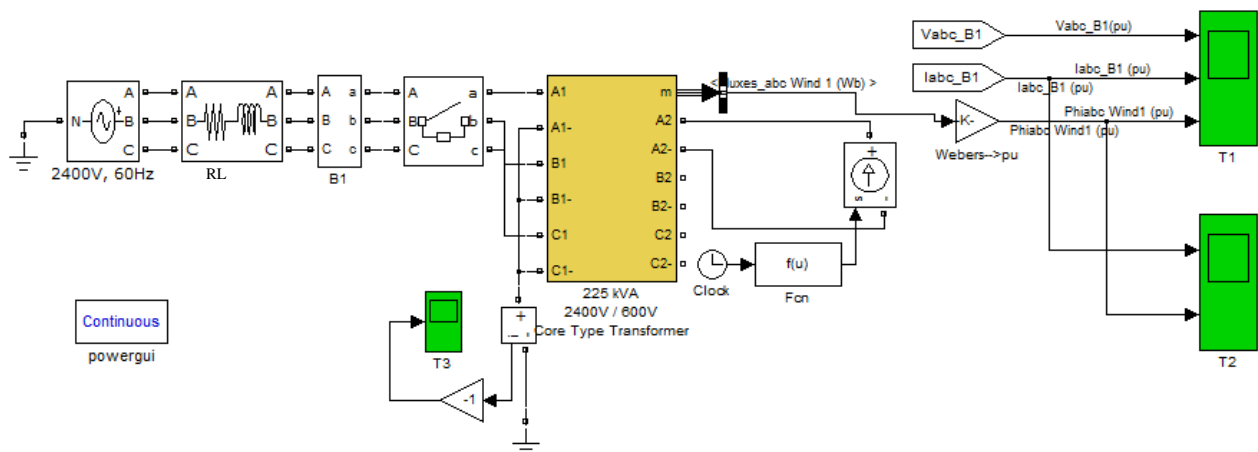 Vabc_B1
Vabc_B1(pu)
Iabc_B1
Iabc_B1 (pu)
Iabc_B1 (pu)
T1
N
A
B
C
2400V, 60Hz
A
B
C
A
B
C
RL
A
B
C
a
b
c
B1
A
B
C
a
b
c
A1
A1-
B1
B1-
C1
C1-
m
A2
A2-
B2
B2-
C2
C2-
225 kVA
2400V / 600V
Core Type Transformer
uxes_abc Wind 1 (Wb) >
K-
Webers-->pu
Phiabc Wind1 (pu)
Phiabc Wind1 (pu)
+
s
-
Clock
f(u)
Fcn
T2
Continuous
powergui
T3
+
-
i
-1